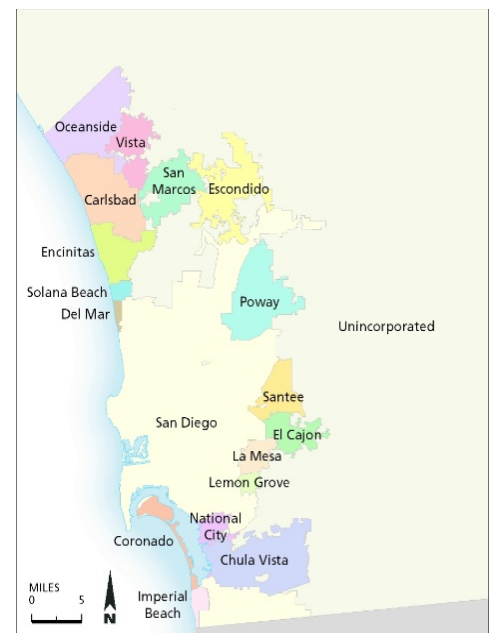 Oceanside
Vista
San
Marcos
Escondido
Carlsbad
Encinitas
Solana Beach
Del Mar
Poway
Unincorporated
Santee
San Diego
El Cajon
La Mesa
Lemon Grove
National
City
Coronado
Chula Vista
Imperial
Beach
MILES
0 5
N